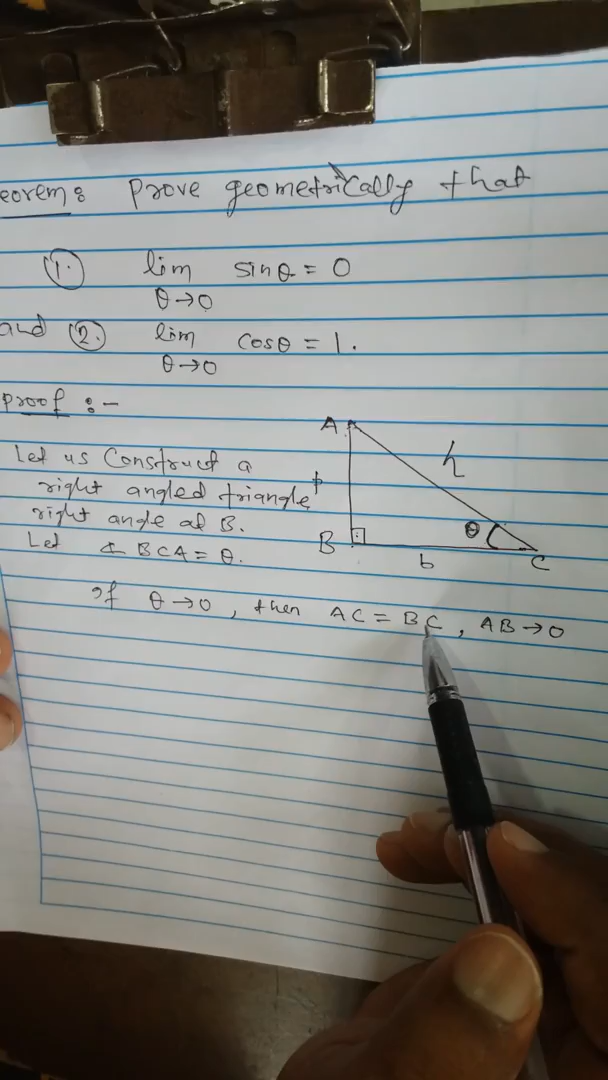 eorem: Prove geometrically that
1. lim sinθ = 0
θ→0
and 2. lim cosθ = 1.
θ→0
Proof :-
Let us Construct a
right angled triangle
right angle at B.
Let ∠ BCA = θ.
A
h
p
B
θ
b
C
If θ→0, then AC = BC, AB→0